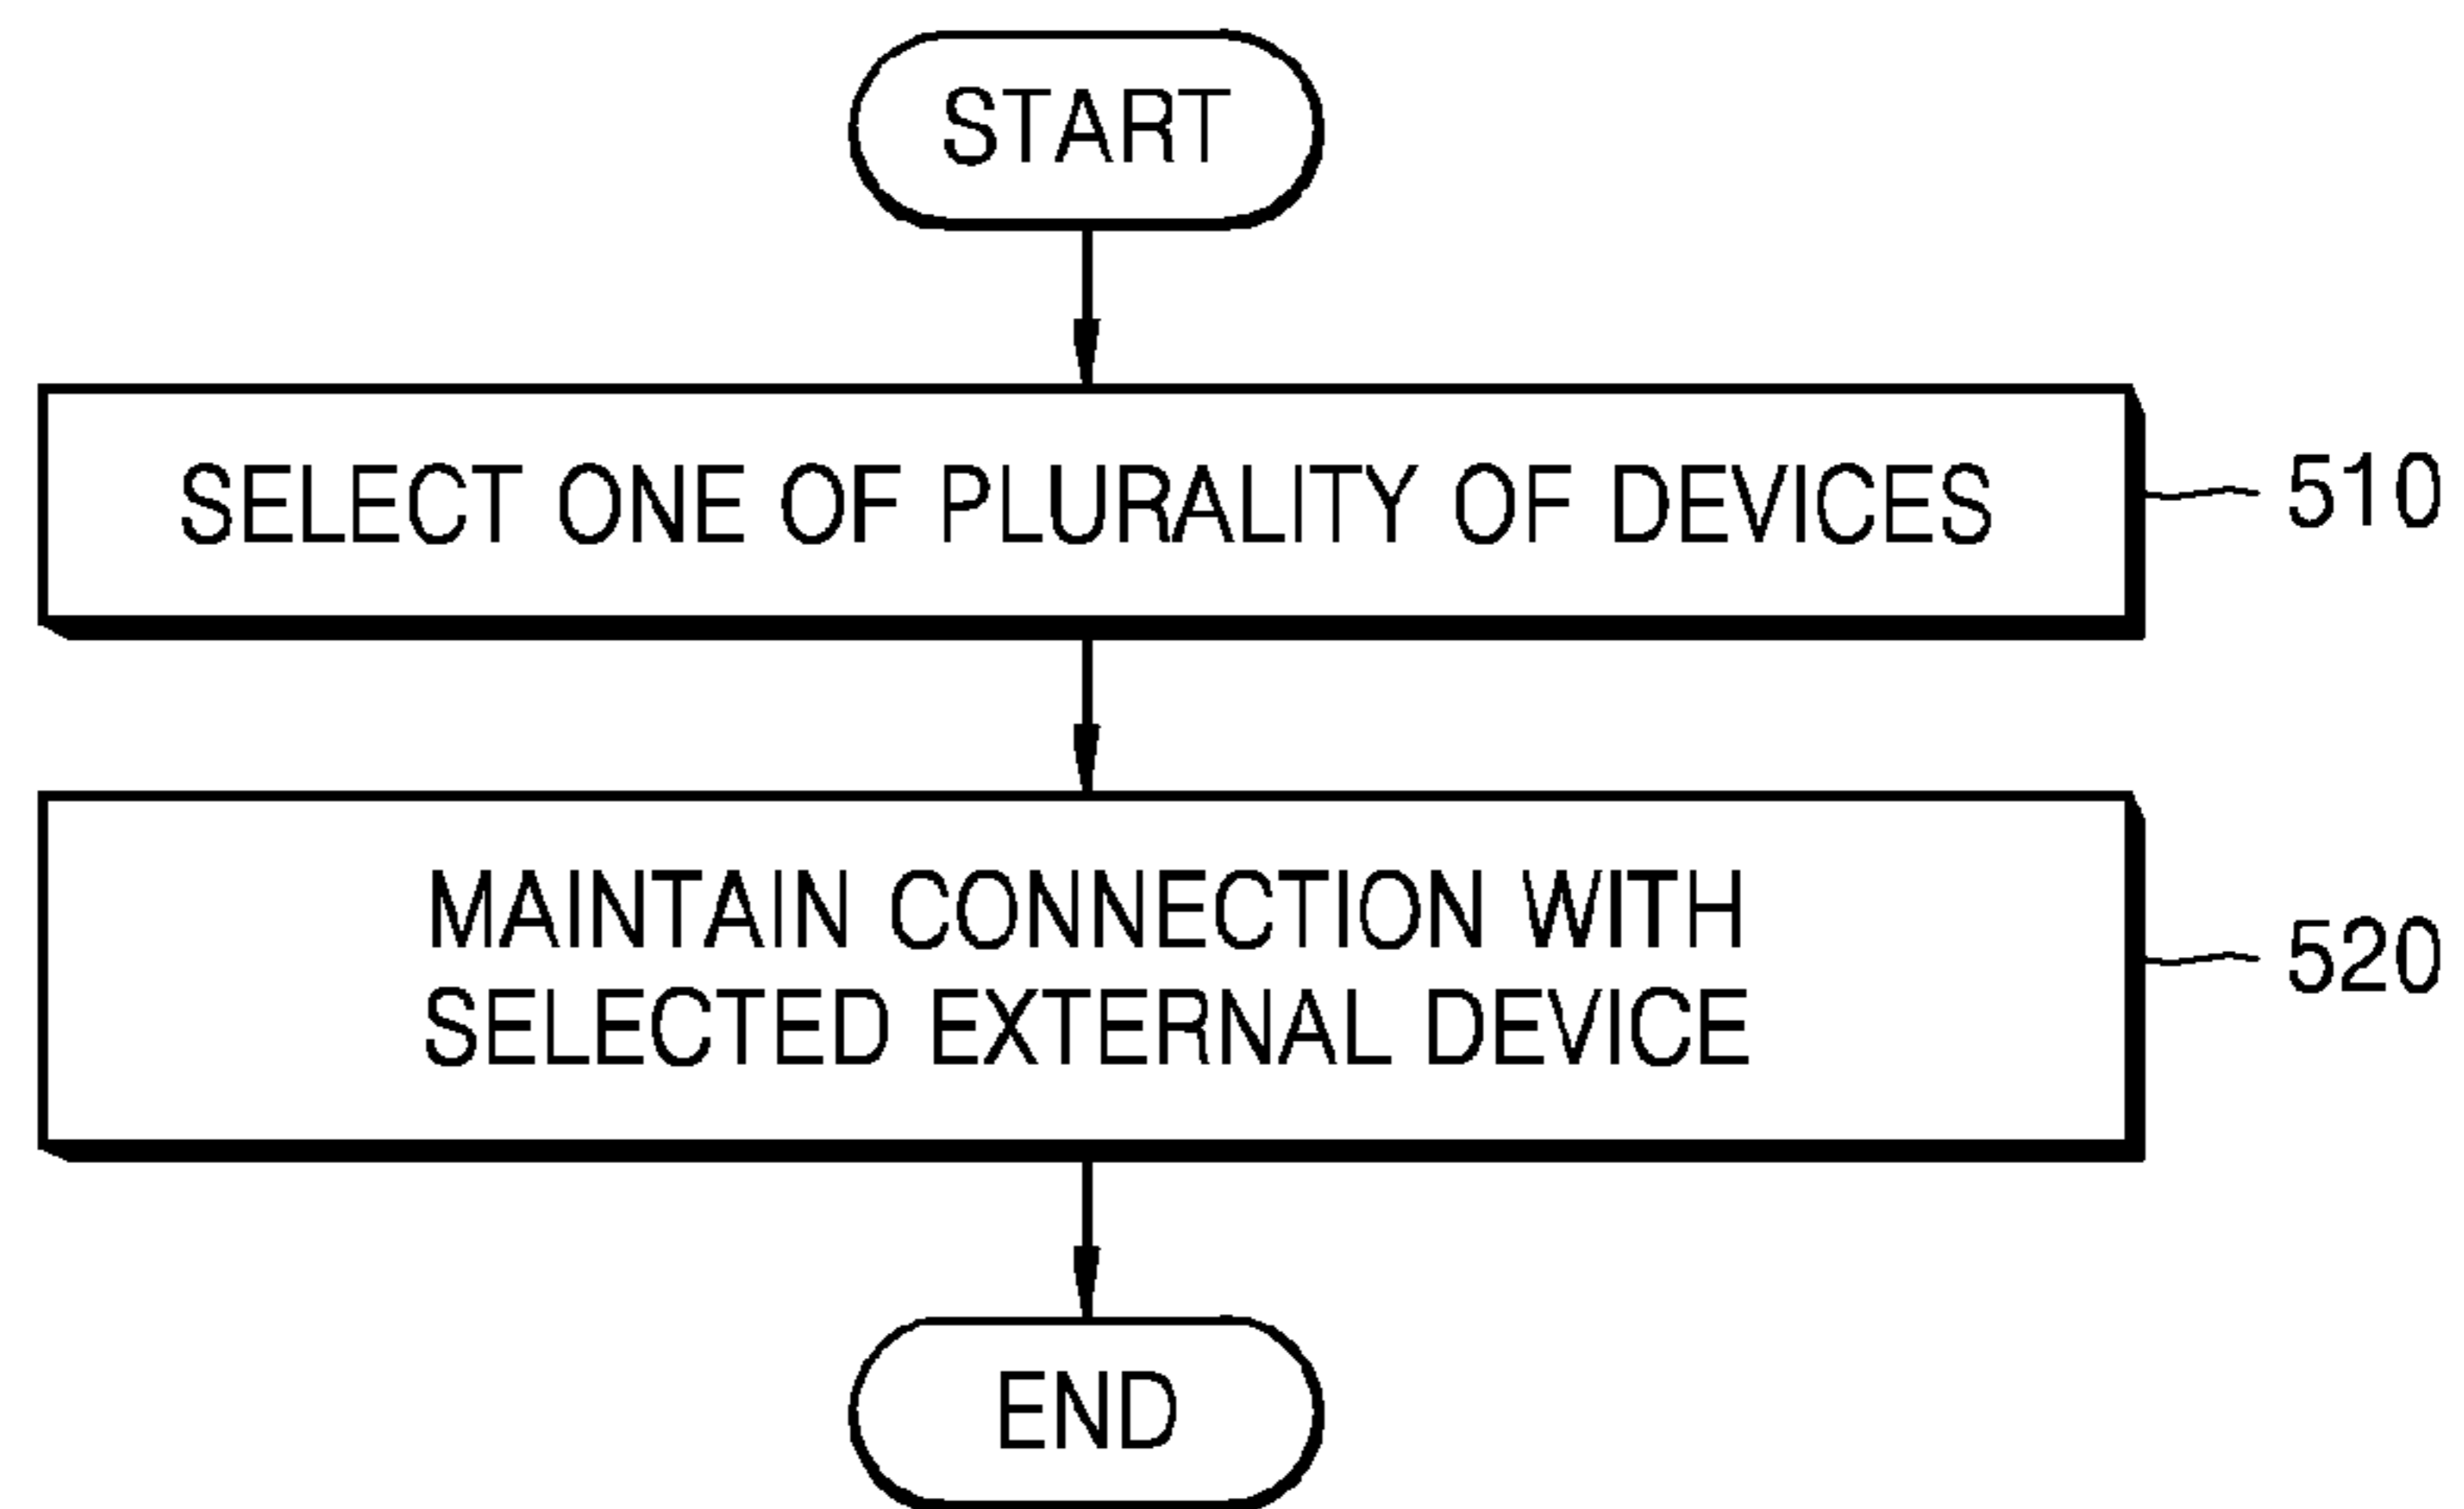 START
SELECT ONE OF PLURALITY OF DEVICES
510
MAINTAIN CONNECTION WITH
SELECTED EXTERNAL DEVICE
520
END